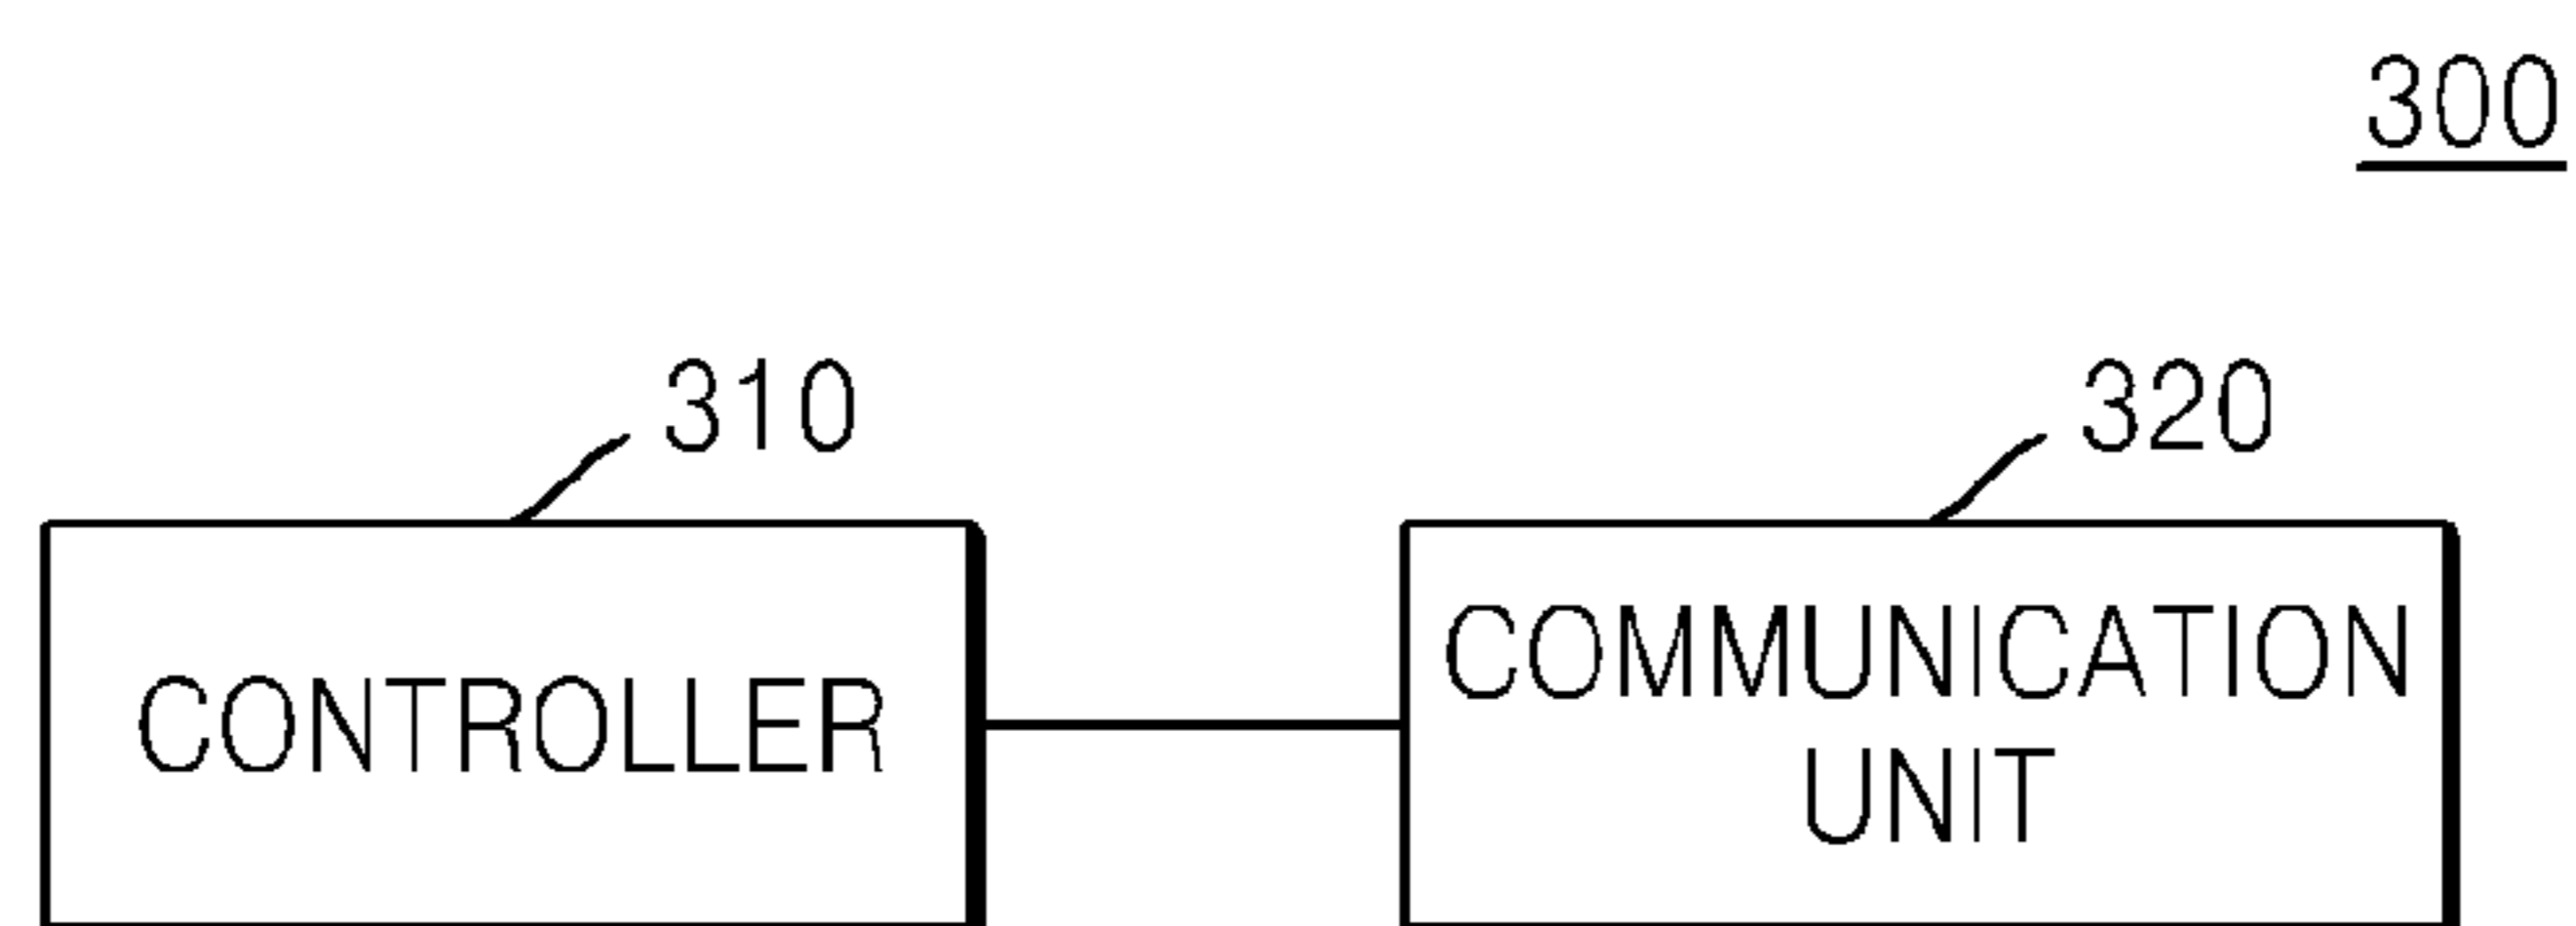 300
310
320
CONTROLLER
COMMUNICATION
UNIT